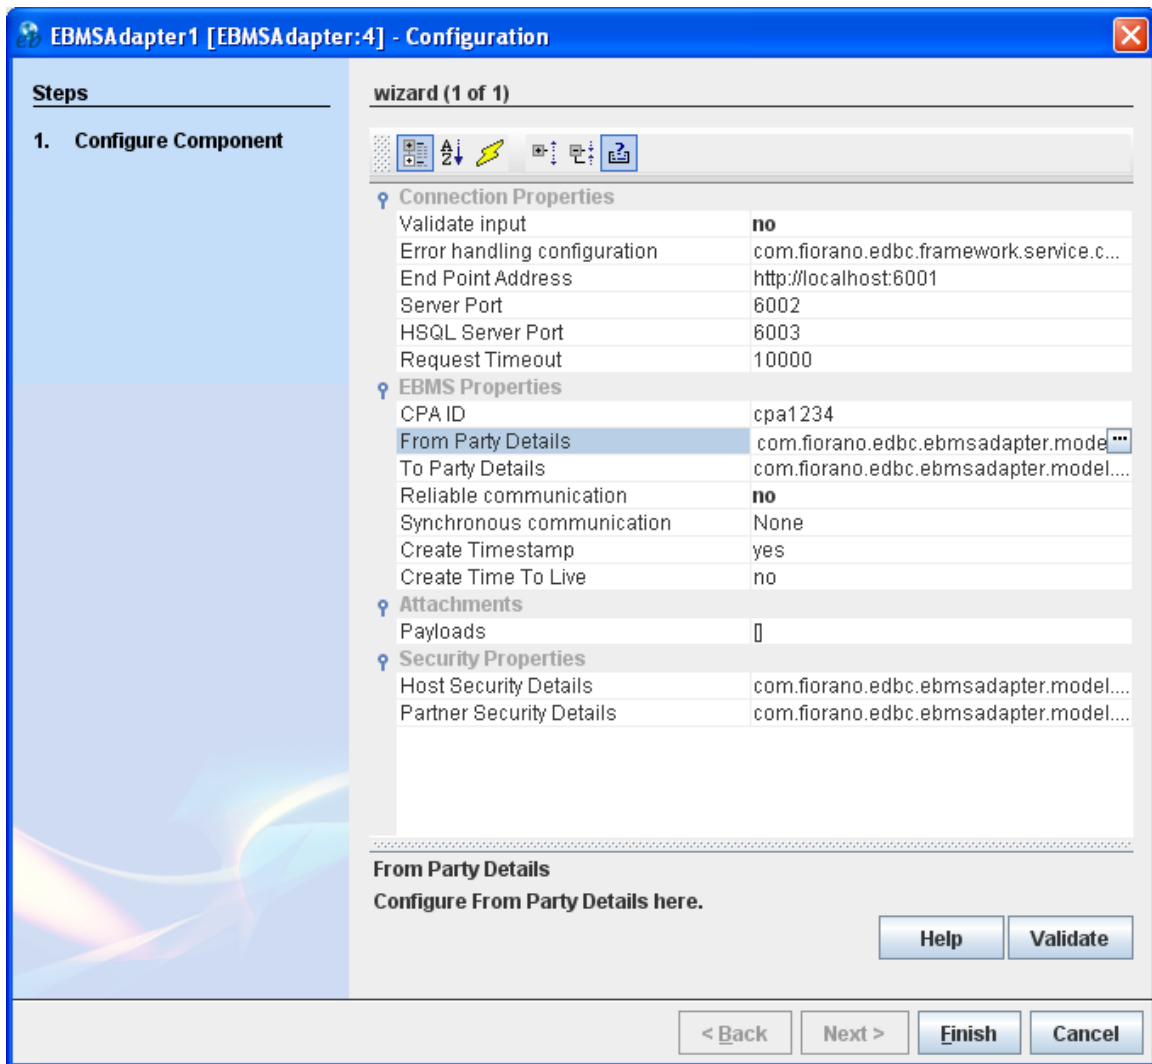 EBMSAdapter1 [EBMSAdapter:4] - Configuration
Steps
1. Configure Component
wizard (1 of 1)
Connection Properties
Validate input no
Error handling configuration com.fiorano.edbc.framework.service.c...
End Point Address http://localhost:6001
Server Port 6002
HSQL Server Port 6003
Request Timeout 10000
EBMS Properties
CPA ID cpa1234
From Party Details com.fiorano.edbc.ebmsadapter.mode ...
To Party Details com.fiorano.edbc.ebmsadapter.model....
Reliable communication no
Synchronous communication None
Create Timestamp yes
Create Time To Live no
Attachments
Payloads []
Security Properties
Host Security Details com.fiorano.edbc.ebmsadapter.model....
Partner Security Details com.fiorano.edbc.ebmsadapter.model....
From Party Details
Configure From Party Details here.
Help Validate
< Back Next > Finish Cancel